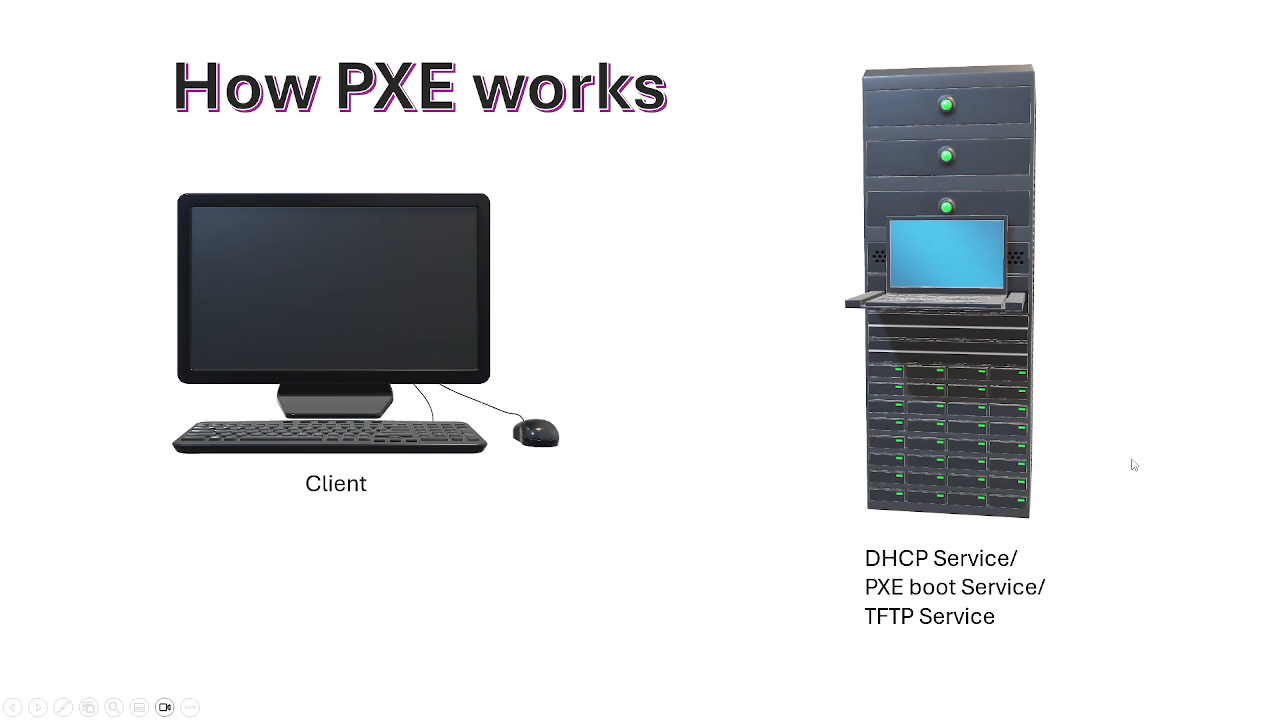 How PXE works
Client
DHCP Service/
PXE boot Service/
TFTP Service